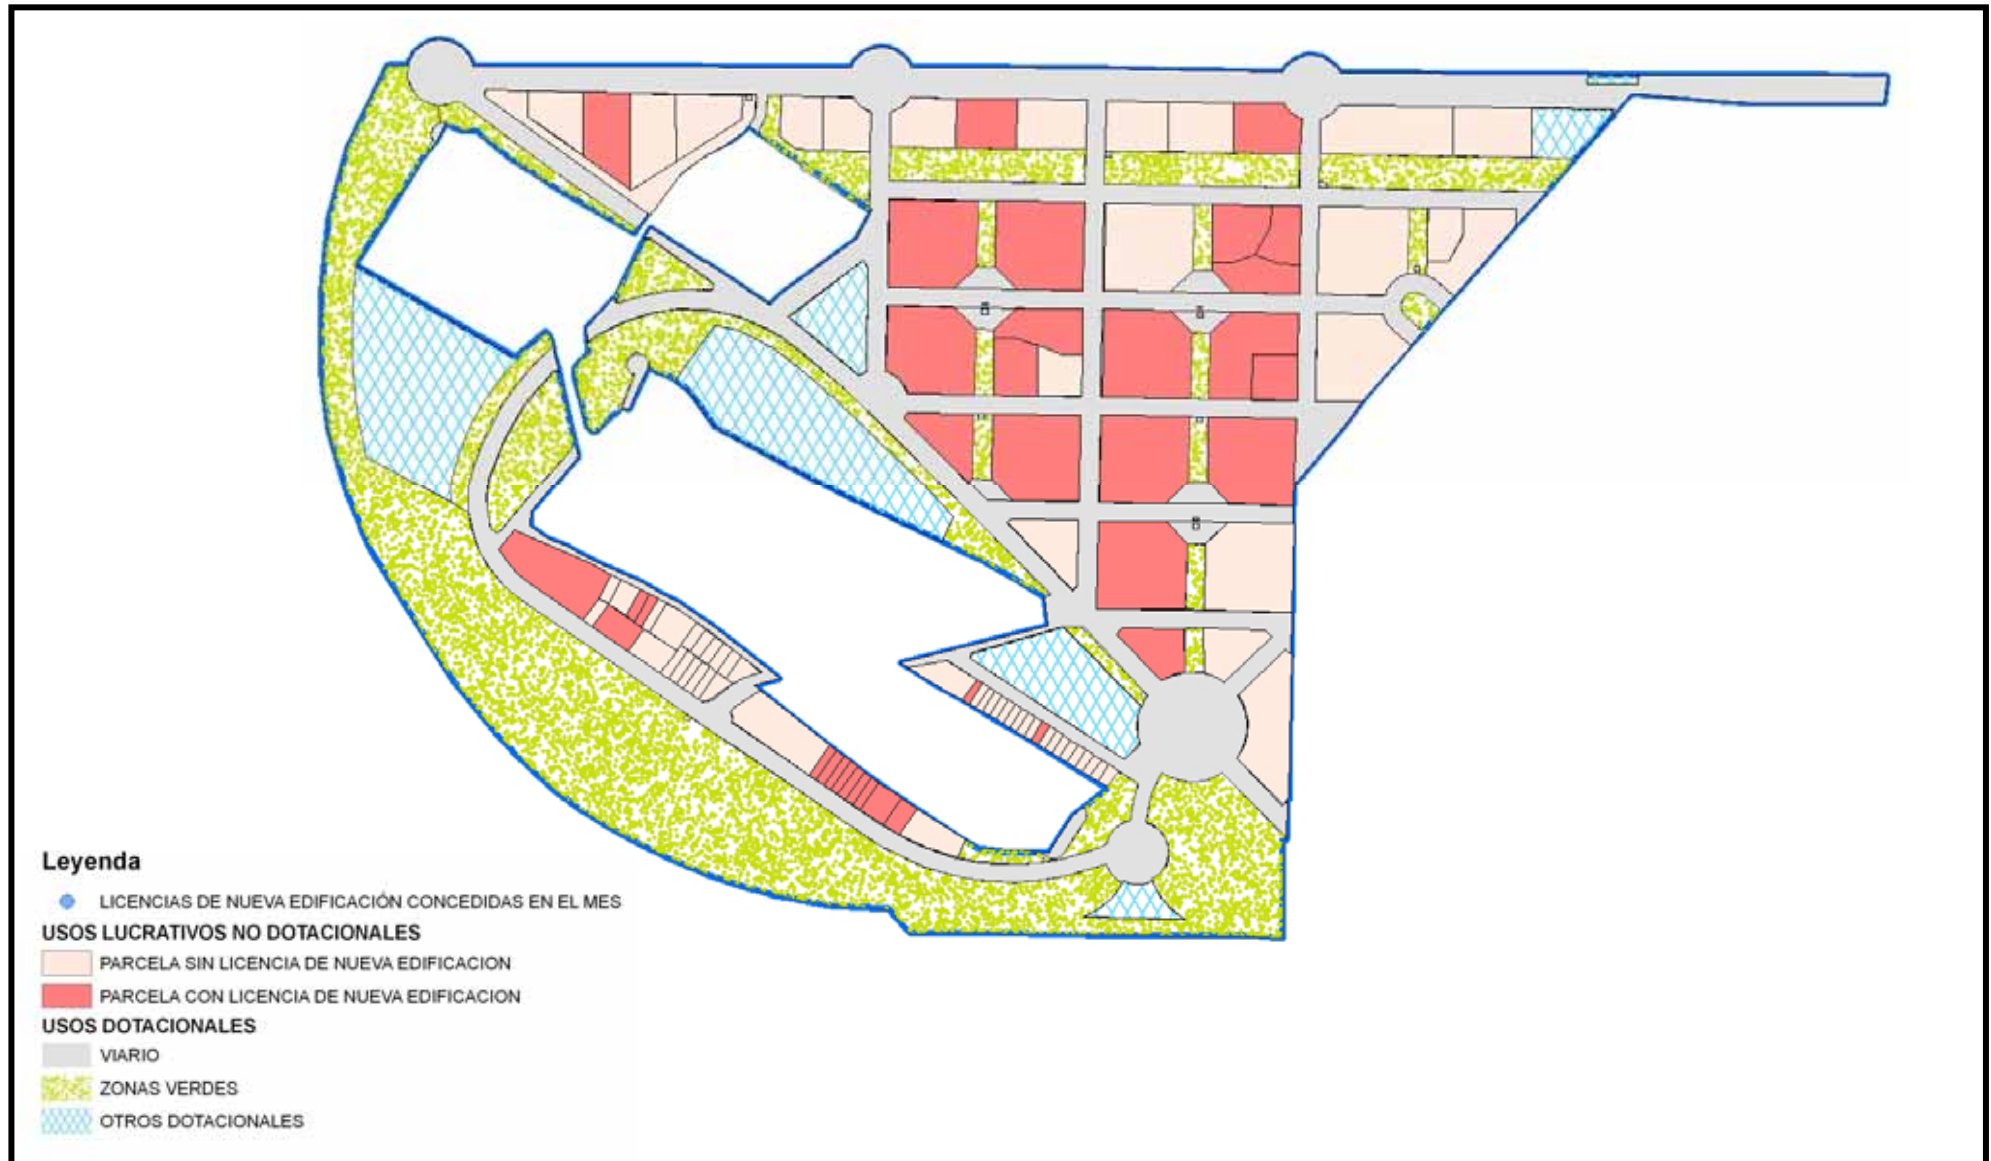 Leyenda
LICENCIAS DE NUEVA EDIFICACIÓN CONCEDIDAS EN EL MES
USOS LUCRATIVOS NO DOTACIONALES
PARCELA SIN LICENCIA DE NUEVA EDIFICACION
PARCELA CON LICENCIA DE NUEVA EDIFICACION
USOS DOTACIONALES
VIARIO
ZONAS VERDES
OTROS DOTACIONALES